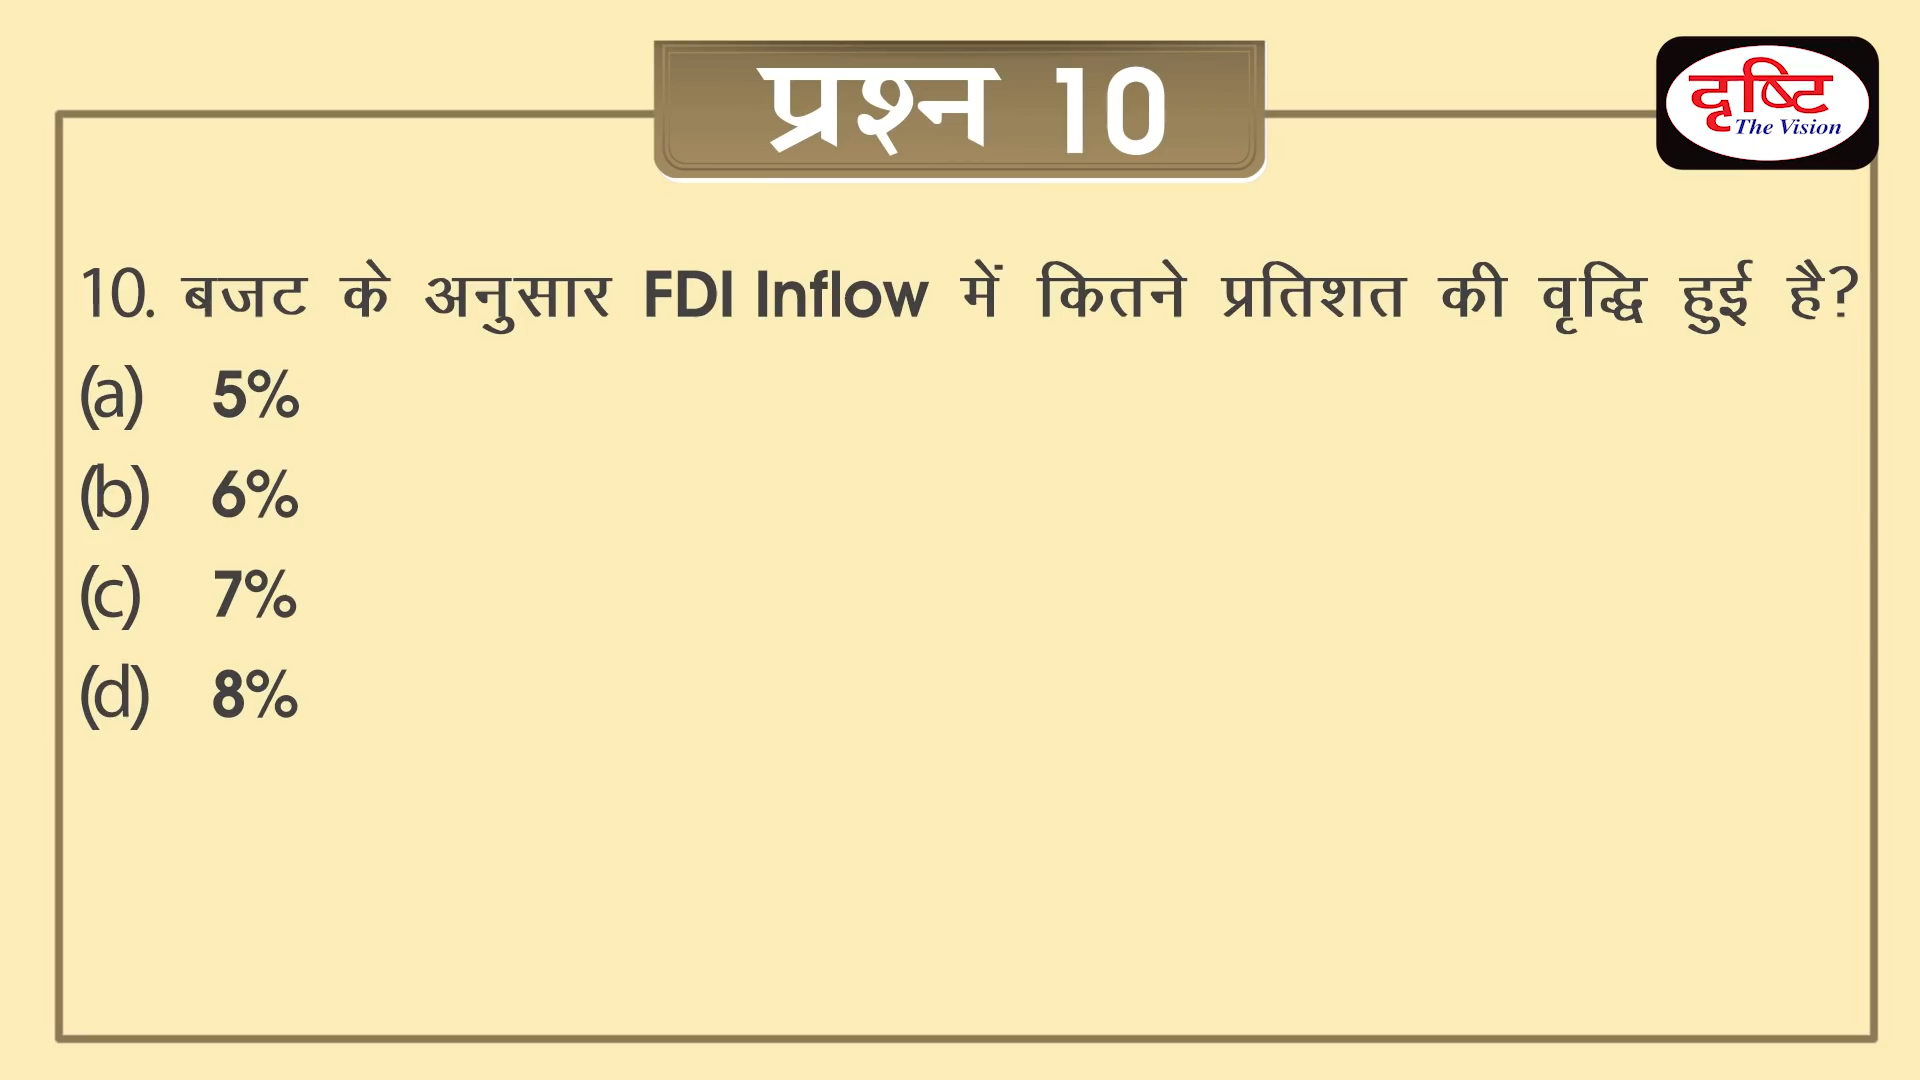 प्रश्न 10
दृष्टि
The Vision
10. बजट के अनुसार FDI Inflow में कितने प्रतिशत की वृद्धि हुई है?
(a) 5%
(b) 6%
(c) 7%
(d) 8%